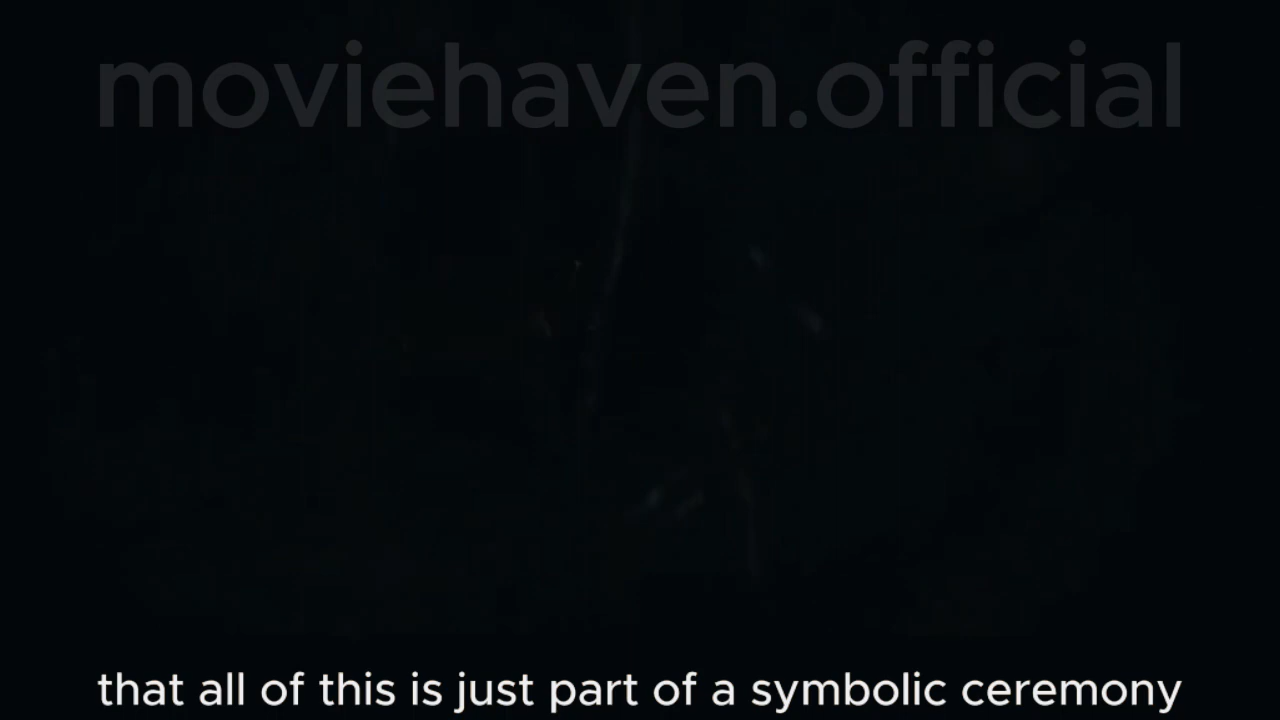 moviehaven.official
that all of this is just part of a symbolic ceremony